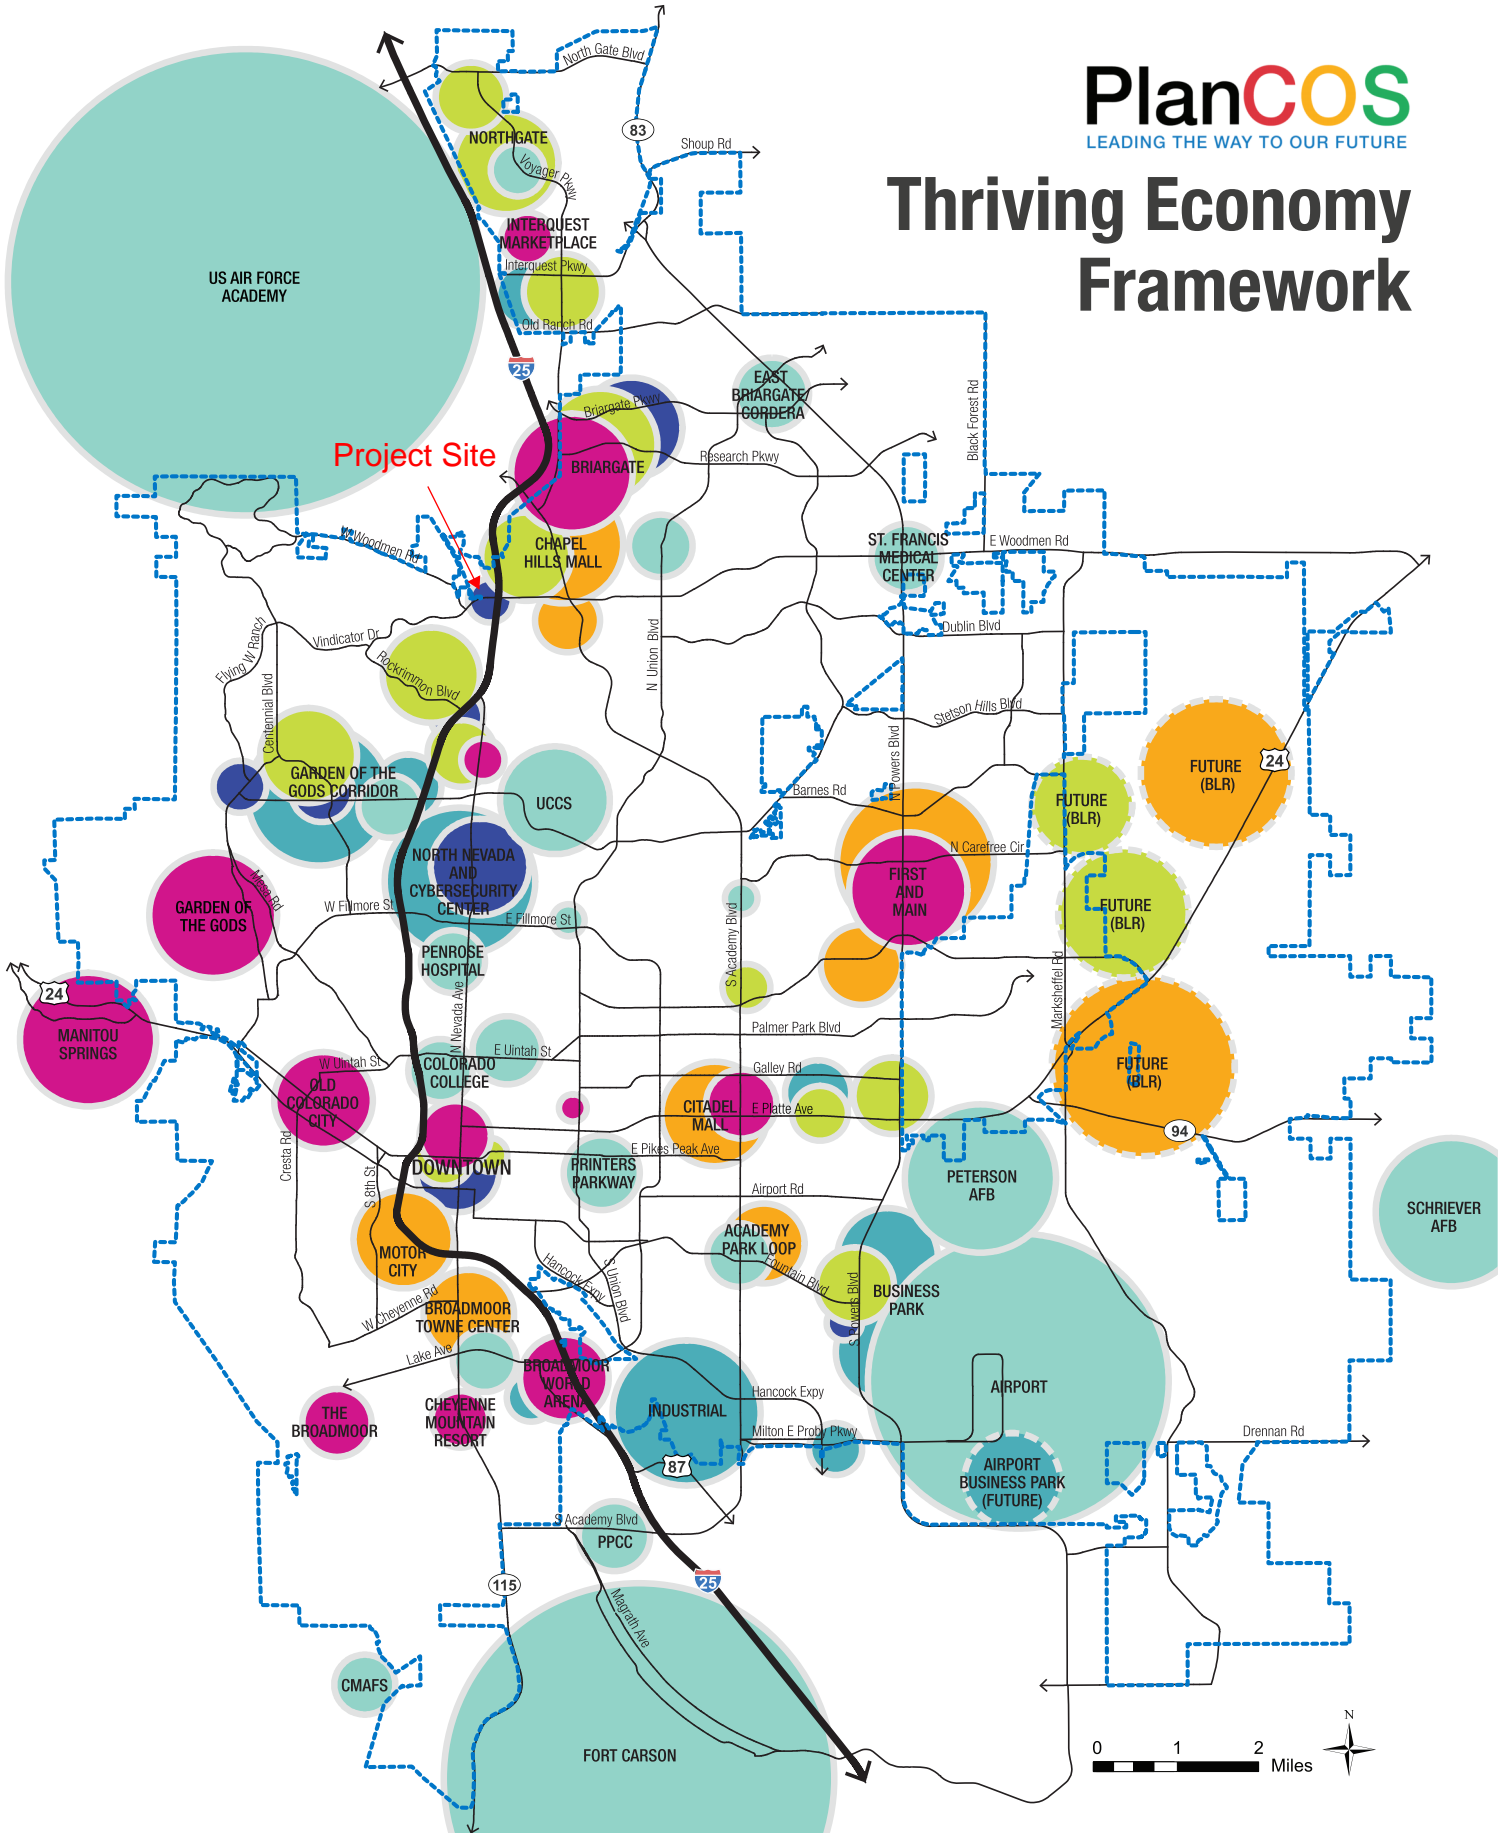 PlanCOS
LEADING THE WAY TO OUR FUTURE
Thriving Economy
Framework
North Gate Blvd
83
Shoup Rd
NORTHGATE
Voyager Pkwy
INTERQUEST
MARKETPLACE
Interquest Pkwy
US AIR FORCE
ACADEMY
Old Ranch Rd
25
EAST
BRIARGATE/
CORDERA
Briargate Pkwy
Black Forest Rd
Project Site
BRIARGATE
Research Pkwy
W Woodmen Rd
CHAPEL
HILLS MALL
ST. FRANCIS
MEDICAL
CENTER
E Woodmen Rd
Dublin Blvd
Flying W Ranch
Vindicator Dr
Rockrimmon Blvd
N Union Blvd
Centennial Blvd
Stetson Hills Blvd
N Powers Blvd
24
FUTURE
(BLR)
GARDEN OF THE
GODS CORRIDOR
UCCS
Barnes Rd
FUTURE
(BLR)
NORTH NEVADA
AND
CYBERSECURITY
CENTER
N Carefree Cir
FIRST
AND
MAIN
Mesa Rd
GARDEN OF
THE GODS
W Fillmore St
E Fillmore St
FUTURE
(BLR)
S Academy Blvd
PENROSE
HOSPITAL
Marksheffel Rd
24
MANITOU
SPRINGS
N Nevada Ave
Palmer Park Blvd
W Uintah St
E Uintah St
COLORADO
COLLEGE
Galley Rd
FUTURE
(BLR)
OLD
COLORADO
CITY
CITADEL
MALL
E Platte Ave
94
Cresta Rd
S 8th St
DOWNTOWN
E Pikes Peak Ave
PRINTERS
PARKWAY
Airport Rd
PETERSON
AFB
SCHRIEVER
AFB
MOTOR
CITY
ACADEMY
PARK LOOP
Fountain Blvd
Hancock Expy
S Union Blvd
S Powers Blvd
BUSINESS
PARK
W Cheyenne Rd
BROADMOOR
TOWNE CENTER
Lake Ave
BROADMOOR
WORLD
ARENA
AIRPORT
Hancock Expy
INDUSTRIAL
Milton E Proby Pkwy
THE
BROADMOOR
CHEYENNE
MOUNTAIN
RESORT
Drennan Rd
87
AIRPORT
BUSINESS PARK
(FUTURE)
S Academy Blvd
PPCC
115
25
Magrath Ave
CMAFS
FORT CARSON
N
0 1 2
Miles